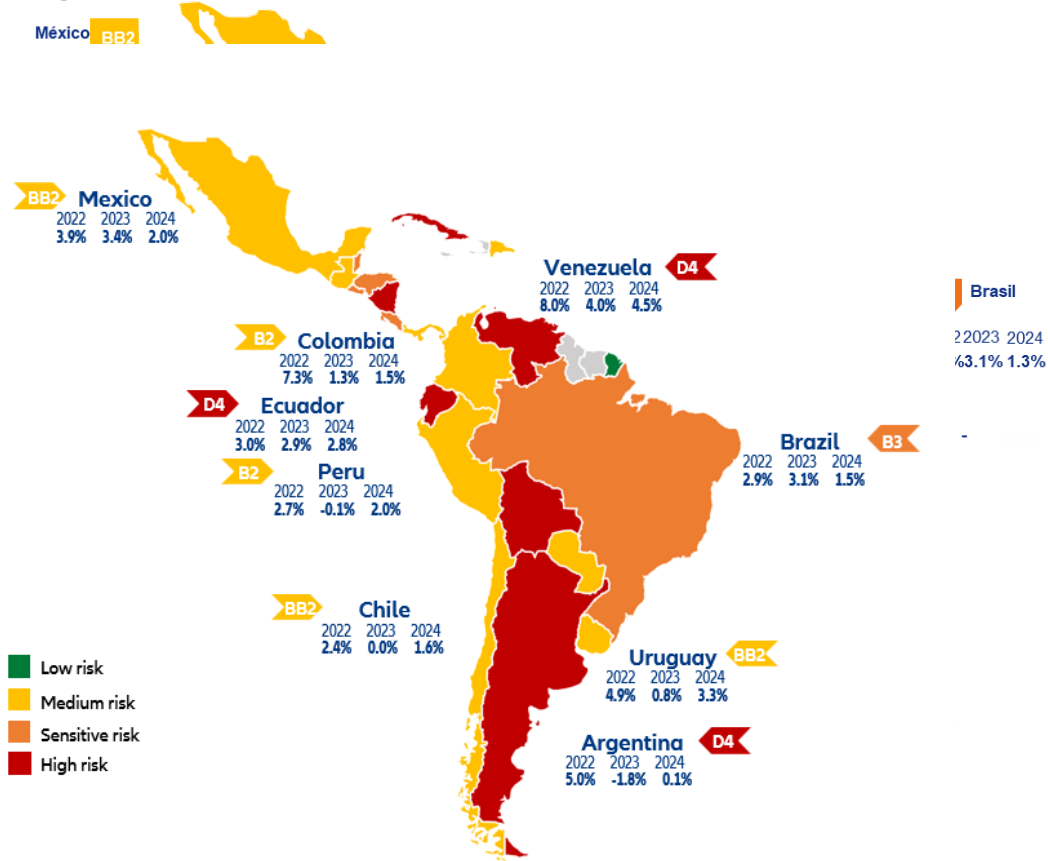 México BB2
BB2 Mexico
2022 2023 2024
3.9% 3.4% 2.0%
Venezuela D4
2022 2023 2024
8.0% 4.0% 4.5%
Brasil
2 2023 2024
%3.1% 1.3%
-
B2 Colombia
2022 2023 2024
7.3% 1.3% 1.5%
D4 Ecuador
2022 2023 2024
3.0% 2.9% 2.8%
B2 Peru
2022 2023 2024
2.7% -0.1% 2.0%
Brazil B3
2022 2023 2024
2.9% 3.1% 1.5%
BB2 Chile
2022 2023 2024
2.4% 0.0% 1.6%
Uruguay BB2
2022 2023 2024
4.9% 0.8% 3.3%
Argentina D4
2022 2023 2024
5.0% -1.8% 0.1%
Low risk
Medium risk
Sensitive risk
High risk